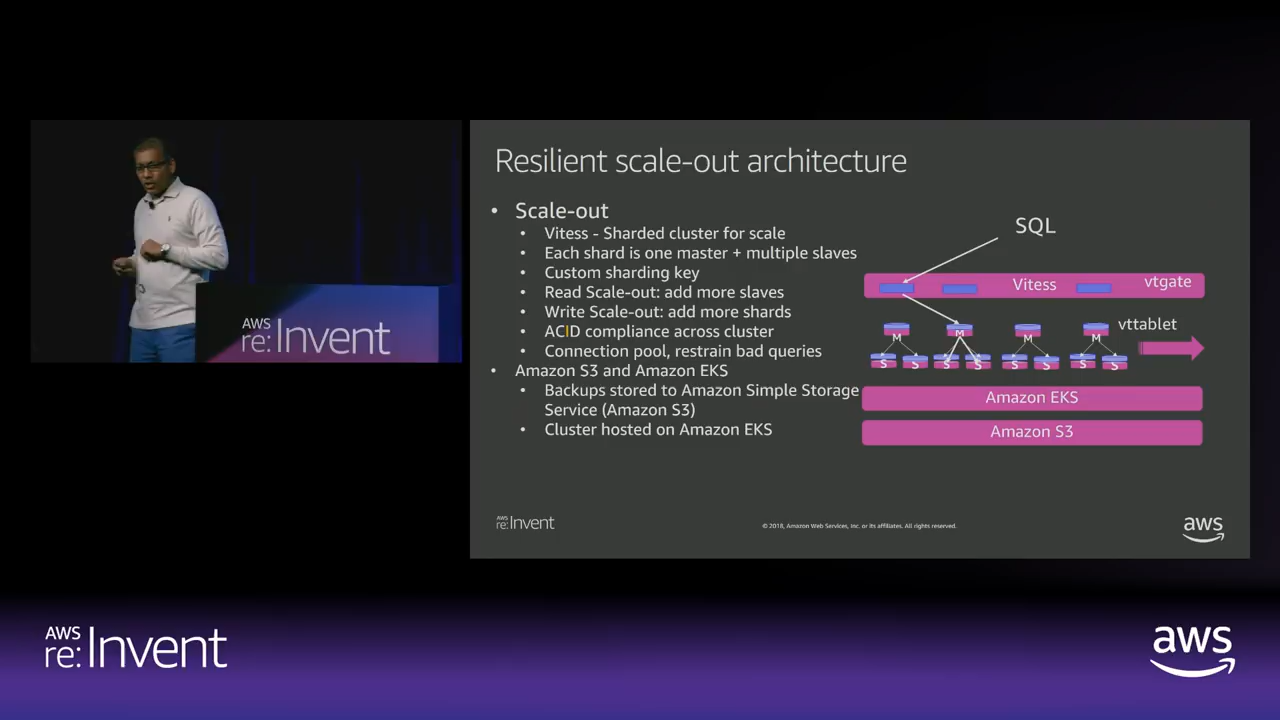 AWS
re:Invent
Resilient scale-out architecture
• Scale-out
• Vitess - Sharded cluster for scale
• Each shard is one master + multiple slaves
• Custom sharding key
• Read Scale-out: add more slaves
• Write Scale-out: add more shards
• ACID compliance across cluster
• Connection pool, restrain bad queries
• Amazon S3 and Amazon EKS
• Backups stored to Amazon Simple Storage
Service (Amazon S3)
• Cluster hosted on Amazon EKS
SQL
Vitess
vtgate
vttablet
M M M M
S S S S S S S S
Amazon EKS
Amazon S3
AWS
re:Invent
© 2018, Amazon Web Services, Inc. or its affiliates. All rights reserved.
aws
AWS
re:Invent
aws